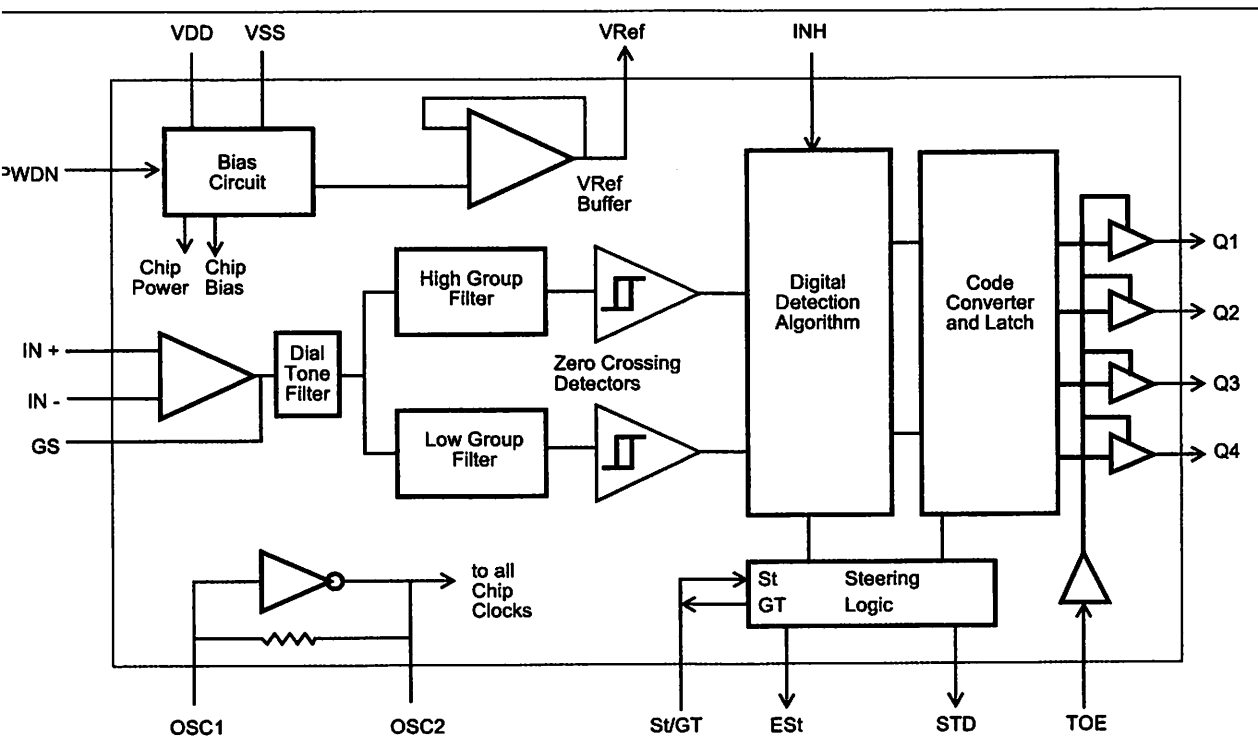 VDD VSS VRef INH
PWDN
Bias
Circuit
VRef
Buffer
Chip
Power
Chip
Bias
High Group
Filter
Digital
Detection
Algorithm
Code
Converter
and Latch
Q1
Q2
Q3
Q4
IN +
IN -
GS
Dial
Tone
Filter
Zero Crossing
Detectors
Low Group
Filter
to all
Chip
Clocks
St Steering
GT Logic
OSC1 OSC2 St/GT ESt STD TOE